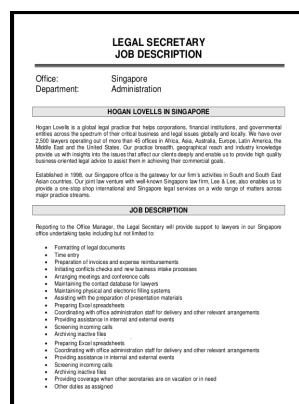 LEGAL SECRETARY
JOB DESCRIPTION
Office: Singapore
Department: Administration
HOGAN LOVELLS IN SINGAPORE
Hogan Lovells is a global legal practice that helps corporations, financial institutions, and governmental
entities across the spectrum of their critical business and legal issues globally and locally. We have over
2,500 lawyers operating out of more than 45 offices in Africa, Asia, Australia, Europe, Latin America, the
Middle East and the United States. Our practice breadth, geographical reach and industry knowledge
provide us with insights into the issues that affect our clients deeply and enable us to provide high quality
business-oriented legal advice to assist them in achieving their commercial goals.
Established in 1998, our Singapore office is the gateway for our firm's activities in South and South East
Asian countries. Our joint law venture with well-known Singapore law firm, Lee & Lee, also enables us to
provide a one-stop shop international and Singapore legal services on a wide range of matters across
major practice streams.
JOB DESCRIPTION
Reporting to the Office Manager, the Legal Secretary will provide support to lawyers in our Singapore
office undertaking tasks including but not limited to:
• Formatting of legal documents
• Time entry
• Preparation of invoices and expense reimbursements
• Initiating conflicts checks and new business intake processes
• Arranging meetings and conference calls
• Maintaining the contact database for lawyers
• Maintaining physical and electronic filing systems
• Assisting with the preparation of presentation materials
• Preparing Excel spreadsheets
• Coordinating with office administration staff for delivery and other relevant arrangements
• Providing assistance in internal and external events
• Screening incoming calls
• Archiving inactive files
• Preparing Excel spreadsheets
• Coordinating with office administration staff for delivery and other relevant arrangements
• Providing assistance in internal and external events
• Screening incoming calls
• Archiving inactive files
• Providing coverage when other secretaries are on vacation or in need
• Other duties as assigned